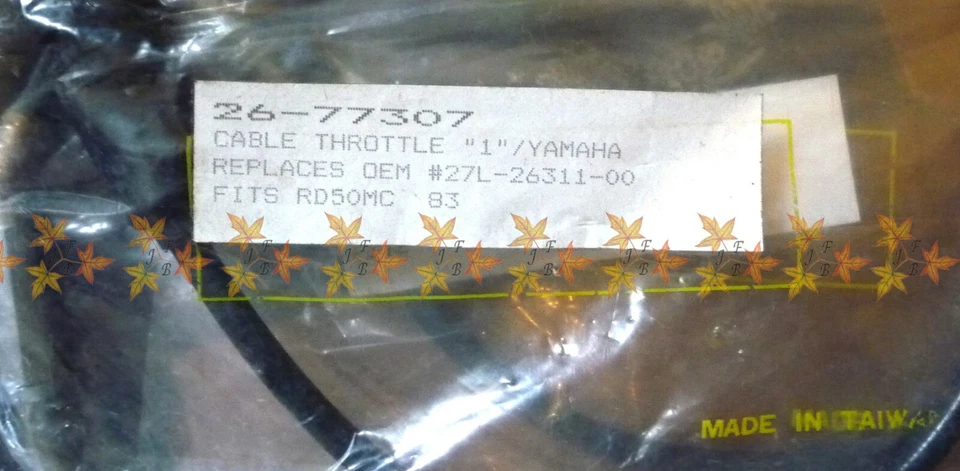 26-77307
CABLE THROTTLE "1"/YAMAHA
REPLACES OEM #27L-26311-00
FITS RD50MC 83
MADE IN TAIWAN